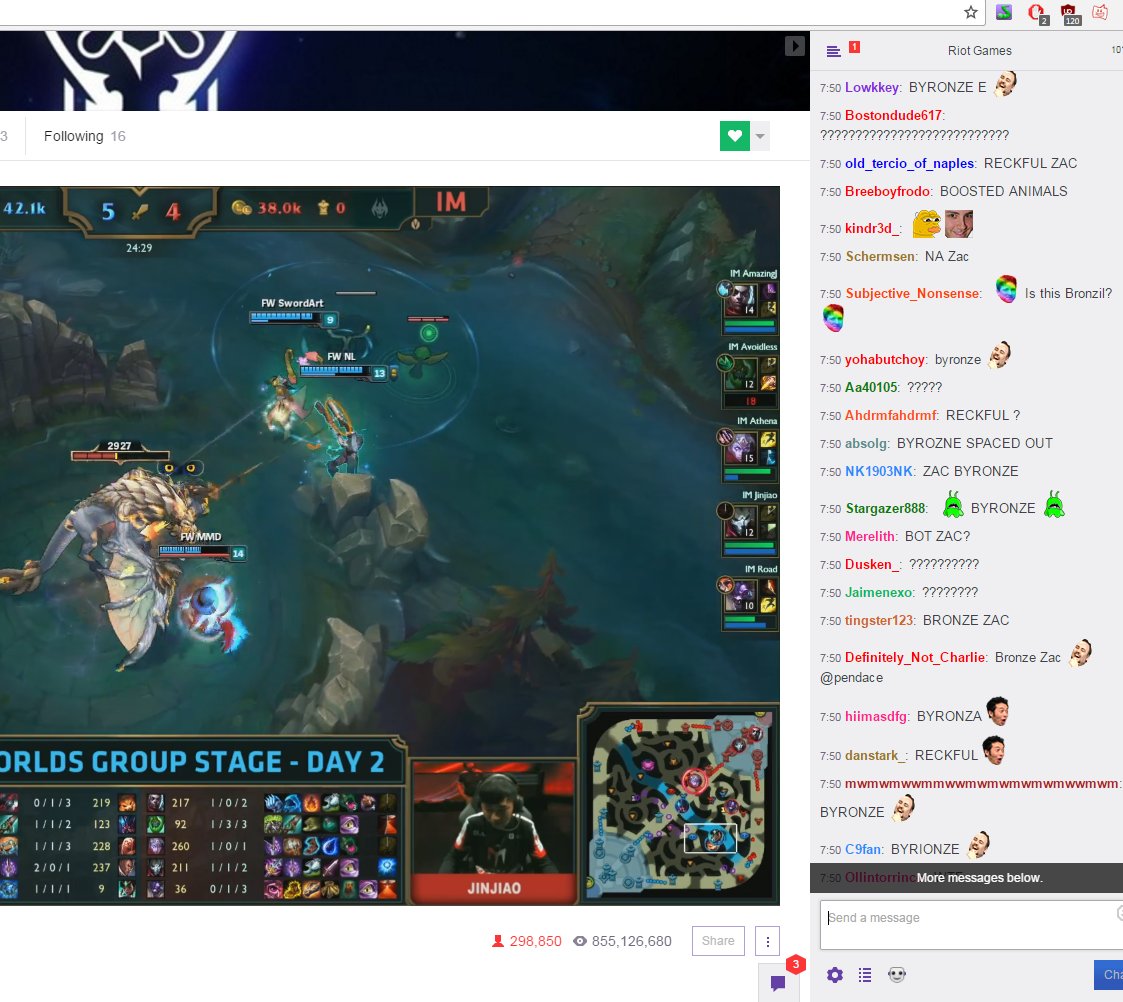 2
120
1
Riot Games
10
3
Following 16
42.1k
5
4
38.0k
0
IM
24:29
FW SwordArt
9
FW NL
13
2927
FW MMD
14
IM Amazing
14
IM Avoidless
12
18
IM Athena
15
IM Jinjiao
12
IM Road
10
ORLDS GROUP STAGE - DAY 2
0/1/3 219 217 1/0/2
1/1/2 123 92 1/3/3
1/1/3 228 260 1/0/1
2/0/1 237 211 1/1/2
1/1/1 9 36 0/1/3
JINJIAO
298,850 855,126,680 Share
3
7:50 Lowkkey: BYRONZE E
7:50 Bostondude617:
???????????????????????????
7:50 old_tercio_of_naples: RECKFUL ZAC
7:50 Breeboyfrodo: BOOSTED ANIMALS
7:50 kindr3d_:
7:50 Schermsen: NA Zac
7:50 Subjective_Nonsense: Is this Bronzil?
7:50 yohabutchoy: byronze
7:50 Aa40105: ?????
7:50 Ahdrmfahdrmf: RECKFUL ?
7:50 absolg: BYROZNE SPACED OUT
7:50 NK1903NK: ZAC BYRONZE
7:50 Stargazer888: BYRONZE
7:50 Merelith: BOT ZAC?
7:50 Dusken_: ??????????
7:50 Jaimenexo: ????????
7:50 tingster123: BRONZE ZAC
7:50 Definitely_Not_Charlie: Bronze Zac
@pendace
7:50 hiimasdfg: BYRONZA
7:50 danstark_: RECKFUL
7:50 mwmwmwwmmwwmwmwmwmwmwwmwm:
BYRONZE
7:50 C9fan: BYRIONZE
7:50 Ollintorrinc
More messages below.
Send a message
Cha